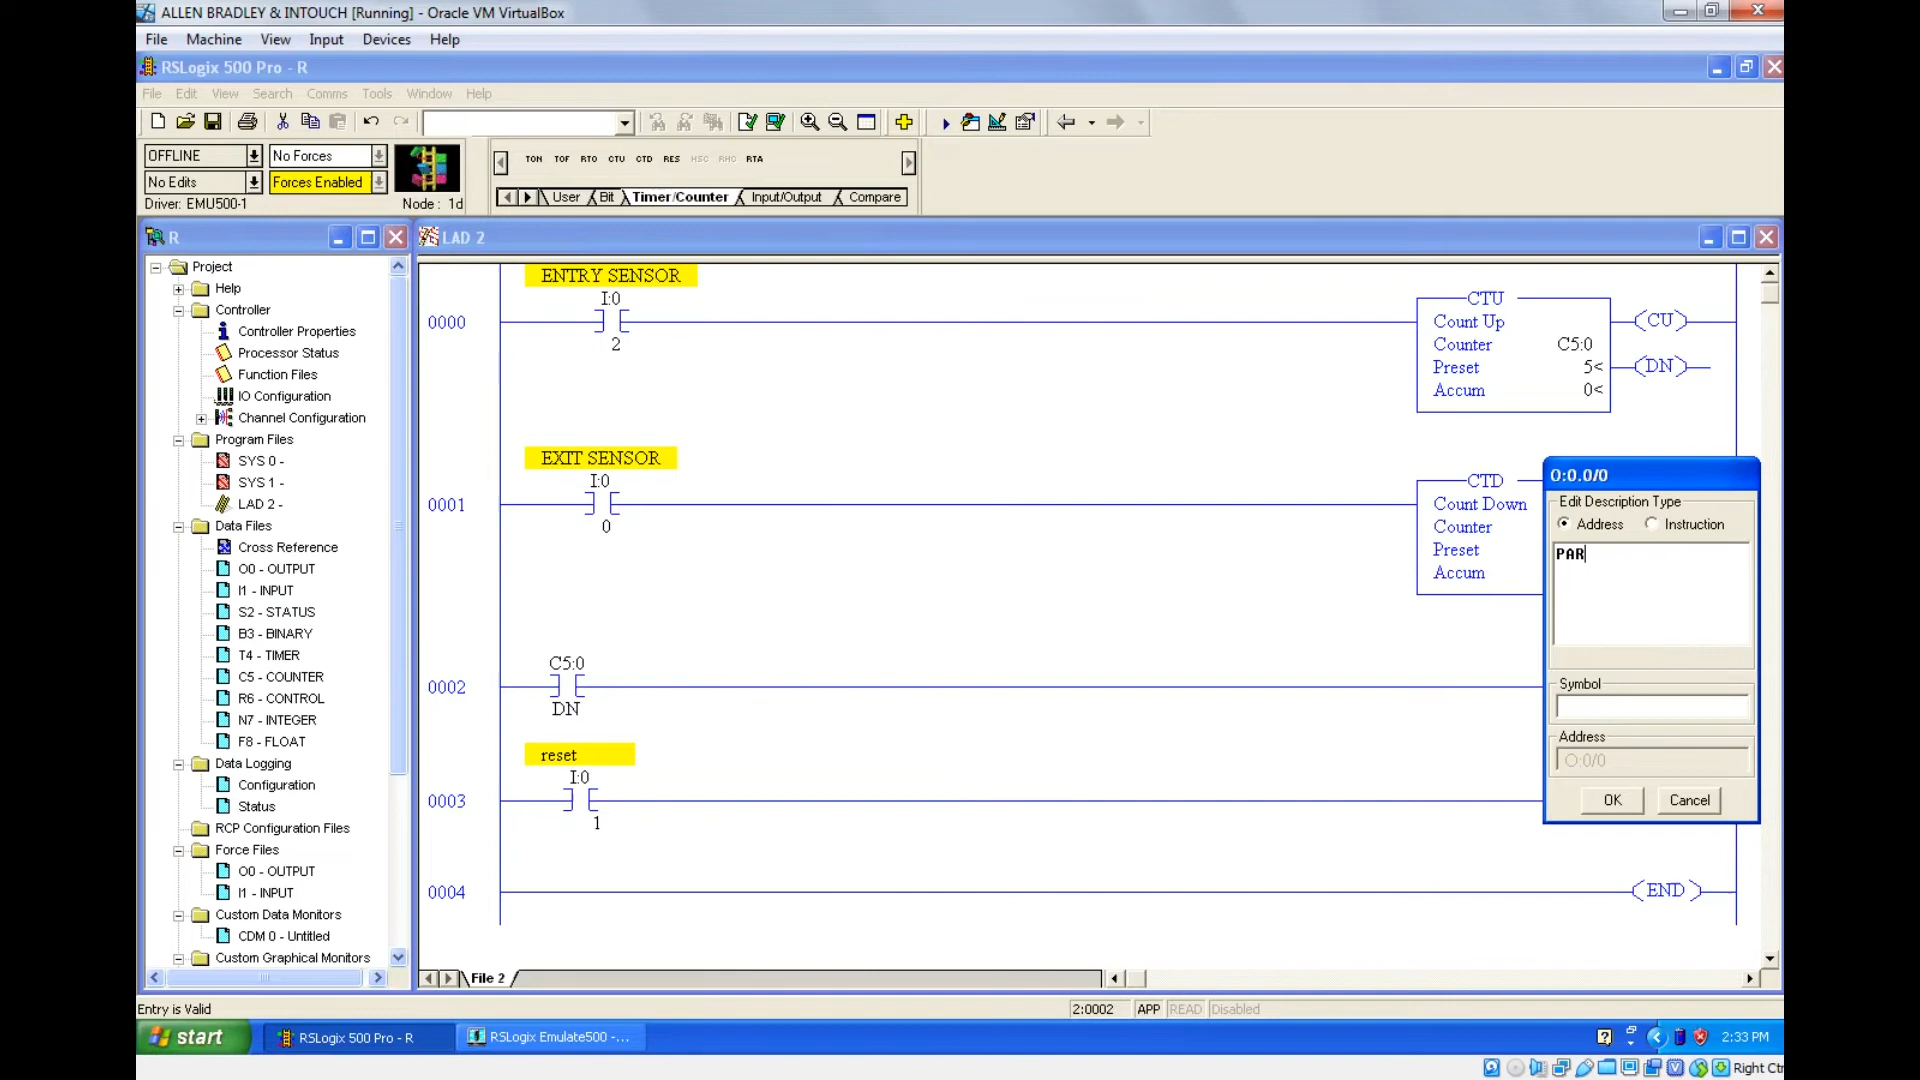 ALLEN BRADLEY & INTOUCH [Running] - Oracle VM VirtualBox
File Machine View Input Devices Help
RSLogix 500 Pro - R
File Edit View Search Comms Tools Window Help
OFFLINE No Forces
No Edits Forces Enabled
Driver: EMU500-1 Node : 1d
TON TOF RTO CTU CTD RES HSC RHC RTA
User Bit Timer/Counter Input/Output Compare
R
LAD 2
Project
Help
Controller
Controller Properties
Processor Status
Function Files
IO Configuration
Channel Configuration
Program Files
SYS 0 -
SYS 1 -
LAD 2 -
Data Files
Cross Reference
O0 - OUTPUT
I1 - INPUT
S2 - STATUS
B3 - BINARY
T4 - TIMER
C5 - COUNTER
R6 - CONTROL
N7 - INTEGER
F8 - FLOAT
Data Logging
Configuration
Status
RCP Configuration Files
Force Files
O0 - OUTPUT
I1 - INPUT
Custom Data Monitors
CDM 0 - Untitled
Custom Graphical Monitors
ENTRY SENSOR
I:0
0000
2
CTU
Count Up
Counter C5:0
Preset 5<
Accum 0<
CU
DN
EXIT SENSOR
I:0
0001
0
CTD
Count Down
Counter
Preset
Accum
C5:0
0002
DN
reset
I:0
0003
1
0004
END
O:0.0/0
Edit Description Type
Address Instruction
PAR
Symbol
Address
O:0/0
OK Cancel
File 2
Entry is Valid
2:0002 APP READ Disabled
start
RSLogix 500 Pro - R
RSLogix Emulate500 -...
2:33 PM
Right Ctr